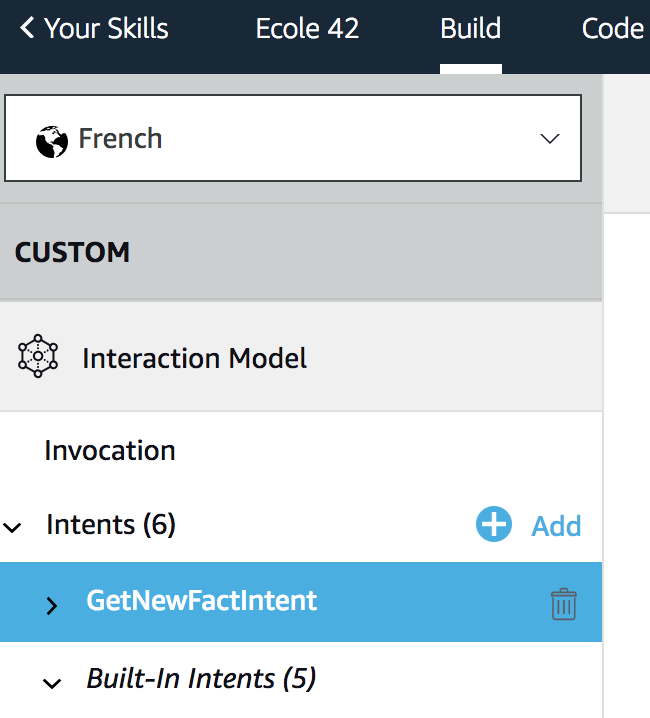 Your Skills Ecole 42 Build Code
French
CUSTOM
Interaction Model
Invocation
Intents (6) Add
GetNewFactIntent
Built-In Intents (5)